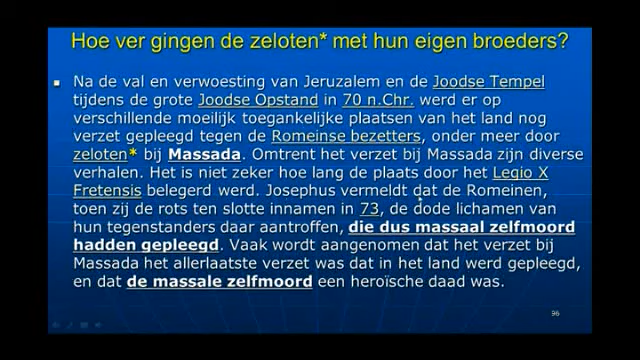 Hoe ver gingen de zeloten* met hun eigen broeders?
Na de val en verwoesting van Jeruzalem en de Joodse Tempel
tijdens de grote Joodse Opstand in 70 n.Chr. werd er op
verschillende moeilijk toegankelijke plaatsen van het land nog
verzet gepleegd tegen de Romeinse bezetters, onder meer door
zeloten* bij Massada. Omtrent het verzet bij Massada zijn diverse
verhalen. Het is niet zeker hoe lang de plaats door het Legio X
Fretensis belegerd werd. Josephus vermeldt dat de Romeinen,
toen zij de rots ten slotte innamen in 73, de dode lichamen van
hun tegenstanders daar aantroffen, die dus massaal zelfmoord
hadden gepleegd. Vaak wordt aangenomen dat het verzet bij
Massada het allerlaatste verzet was dat in het land werd gepleegd,
en dat de massale zelfmoord een heroïsche daad was.
96